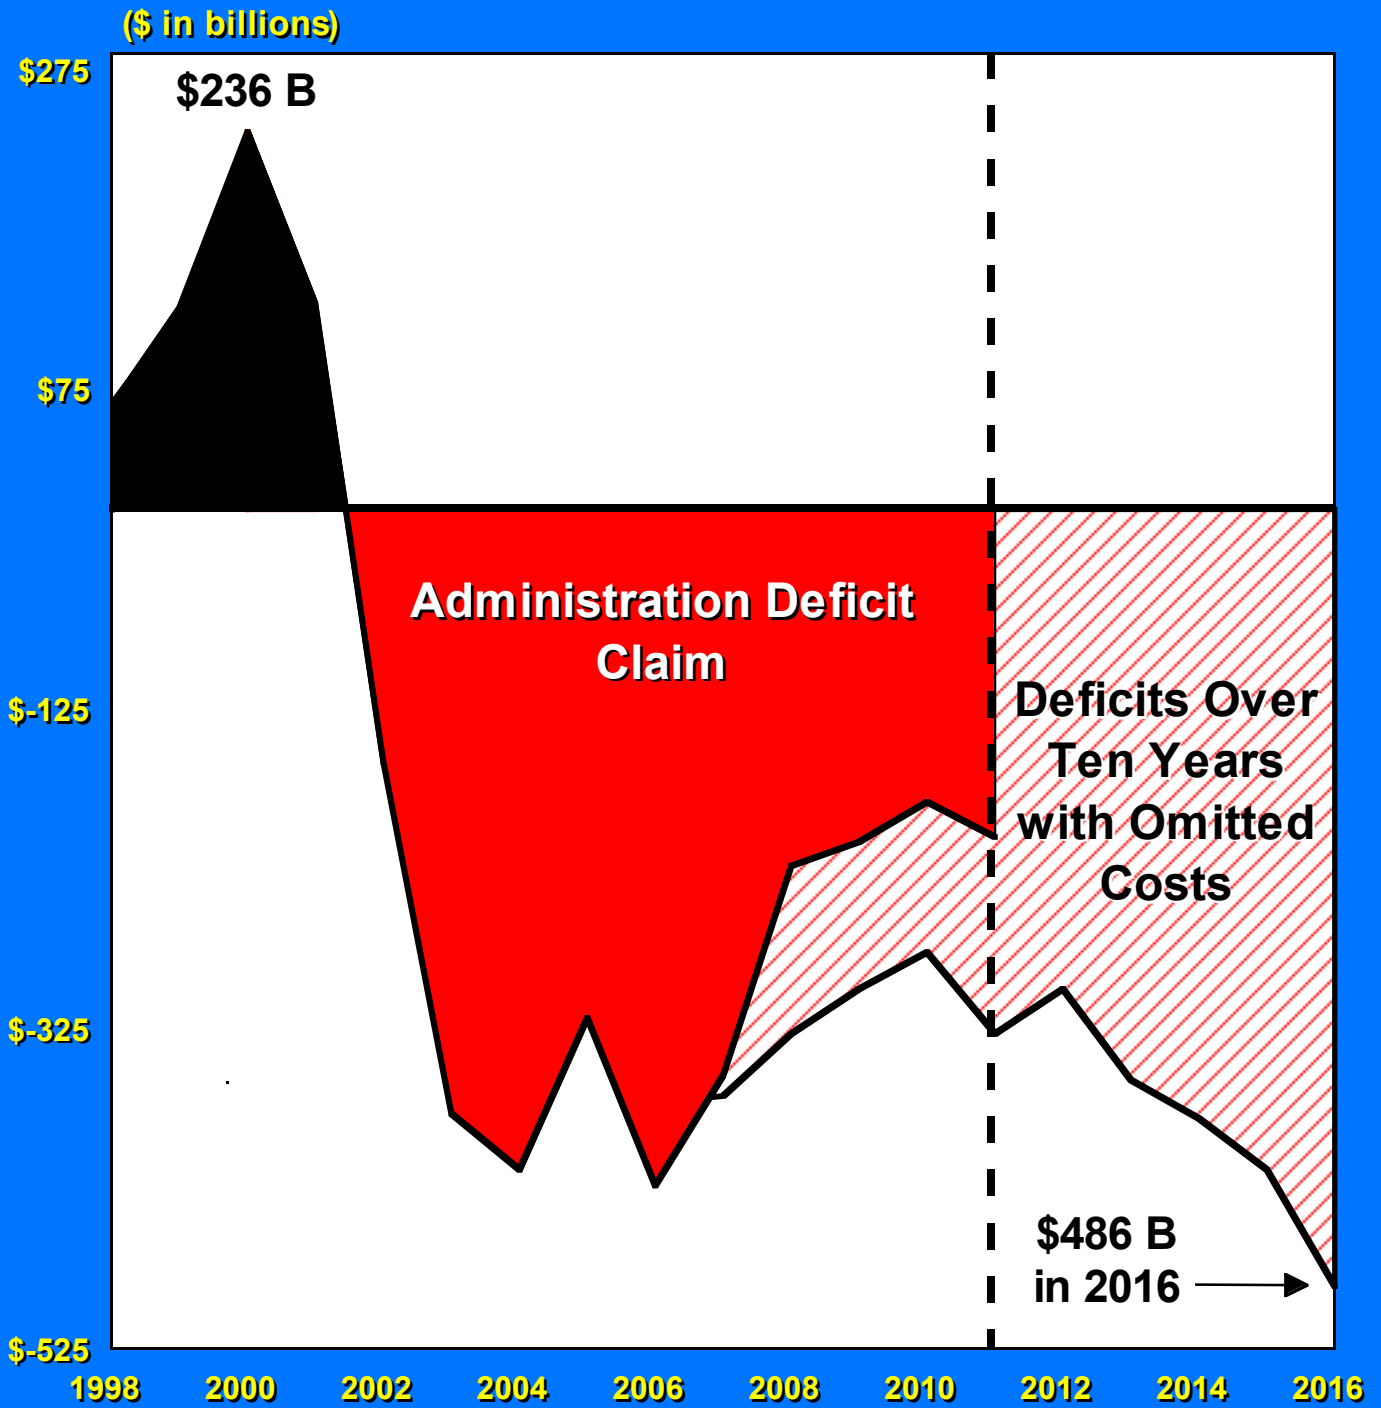 ($ in billions)
$275
$236 B
$75
Administration Deficit
Claim
Deficits Over
Ten Years
with Omitted
Costs
$-125
$-325
$486 B
in 2016
$-525
1998 2000 2002 2004 2006 2008 2010 2012 2014 2016